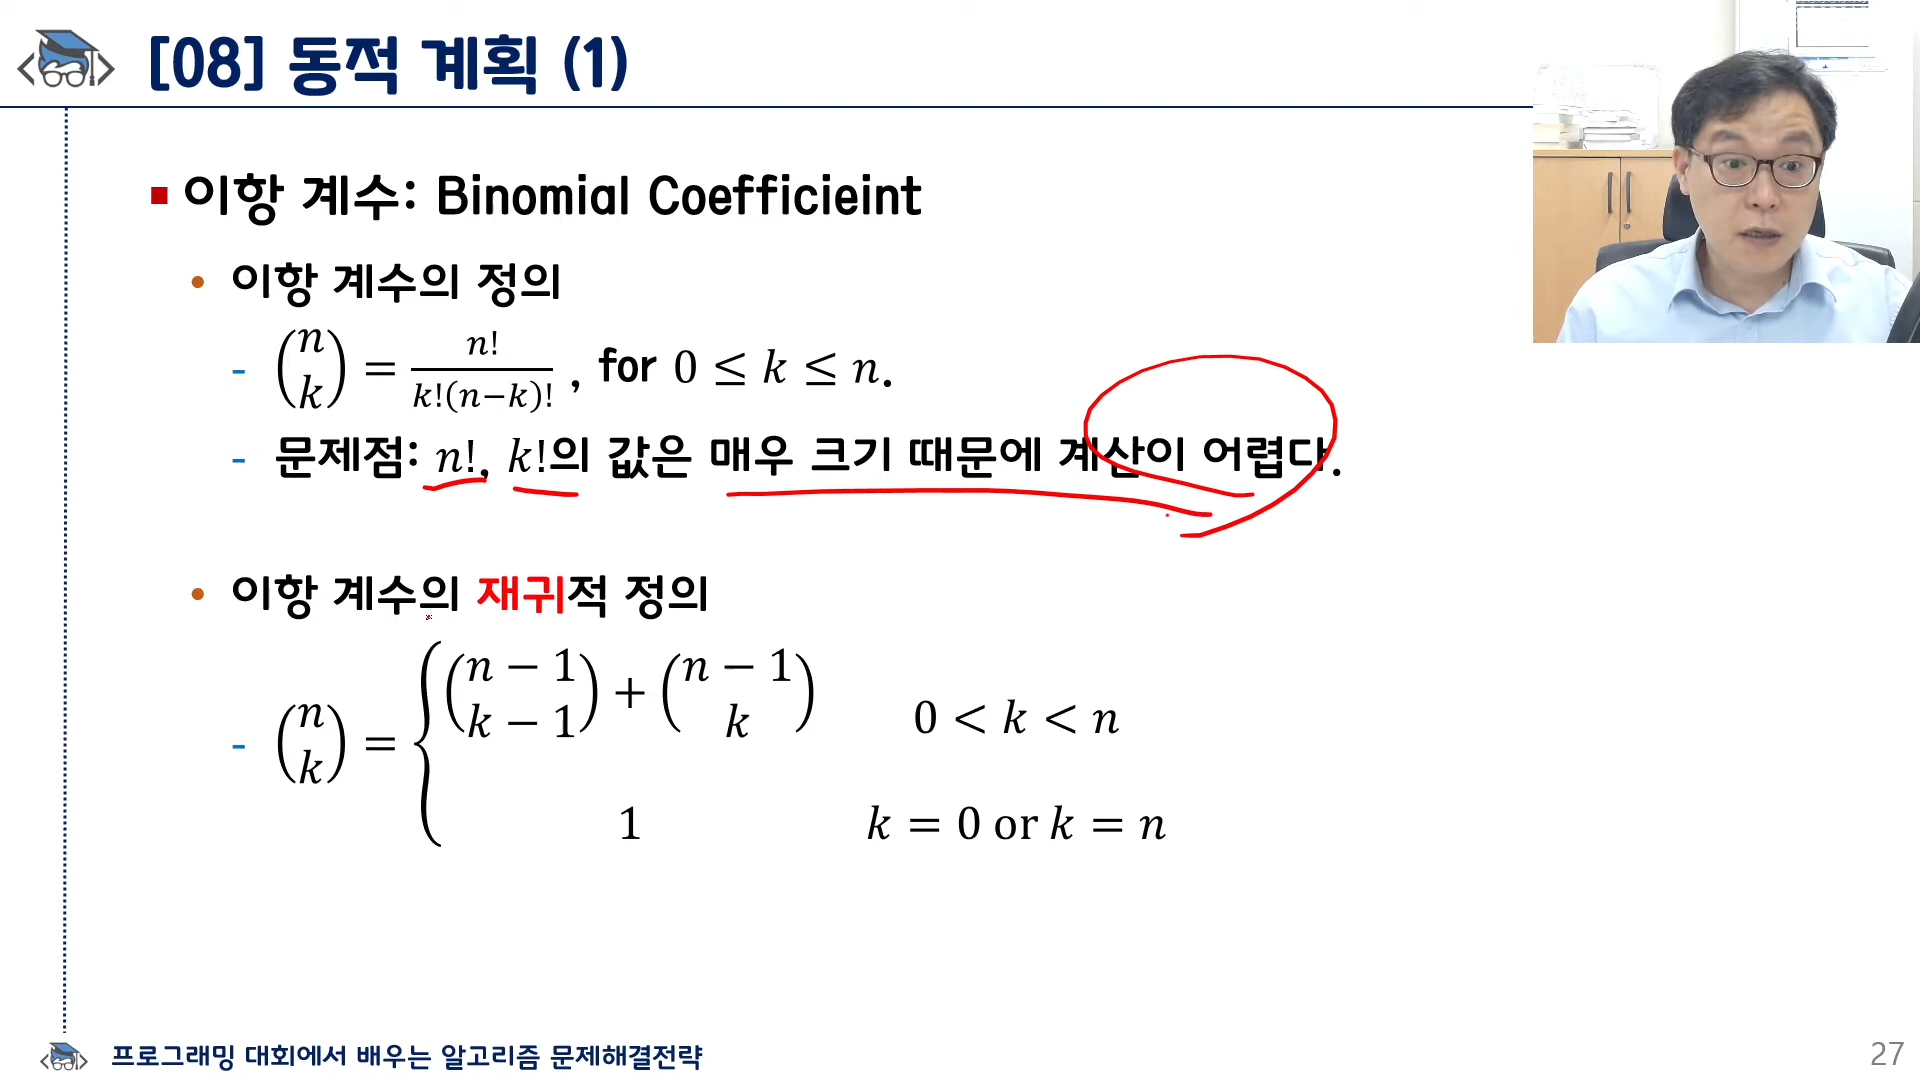 [08] 동적 계획 (1)
이항 계수: Binomial Coefficieint
이항 계수의 정의
- (n k) = n! / k!(n−k)! , for 0 ≤ k ≤ n.
- 문제점: n!, k!의 값은 매우 크기 때문에 계산이 어렵다.
이항 계수의 재귀적 정의
- (n k) = { (n − 1 k − 1) + (n − 1 k) 0 < k < n
1 k = 0 or k = n
프로그래밍 대회에서 배우는 알고리즘 문제해결전략
27